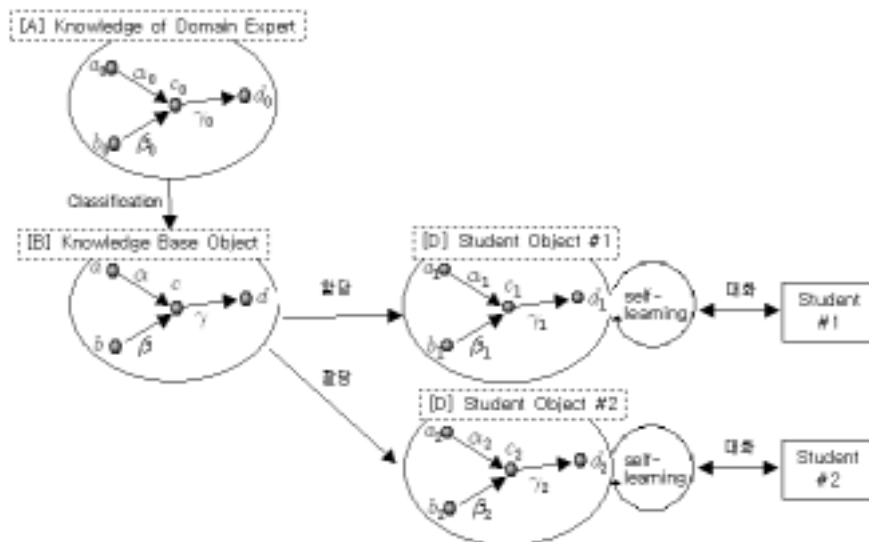 [A] Knowledge of Domain Expert
a₀ α₀ c₀ d₀
b₀ β₀ γ₀
Classification
[B] Knowledge Base Object
a α c d
b β γ
할당
할당
[D] Student Object #1
a₁ α₁ c₁ d₁
b₁ β₁ γ₁
self-
learning
대화
Student
#1
[D] Student Object #2
a₂ α₂ c₂ d₂
b₂ β₂ γ₂
self-
learning
대화
Student
#2